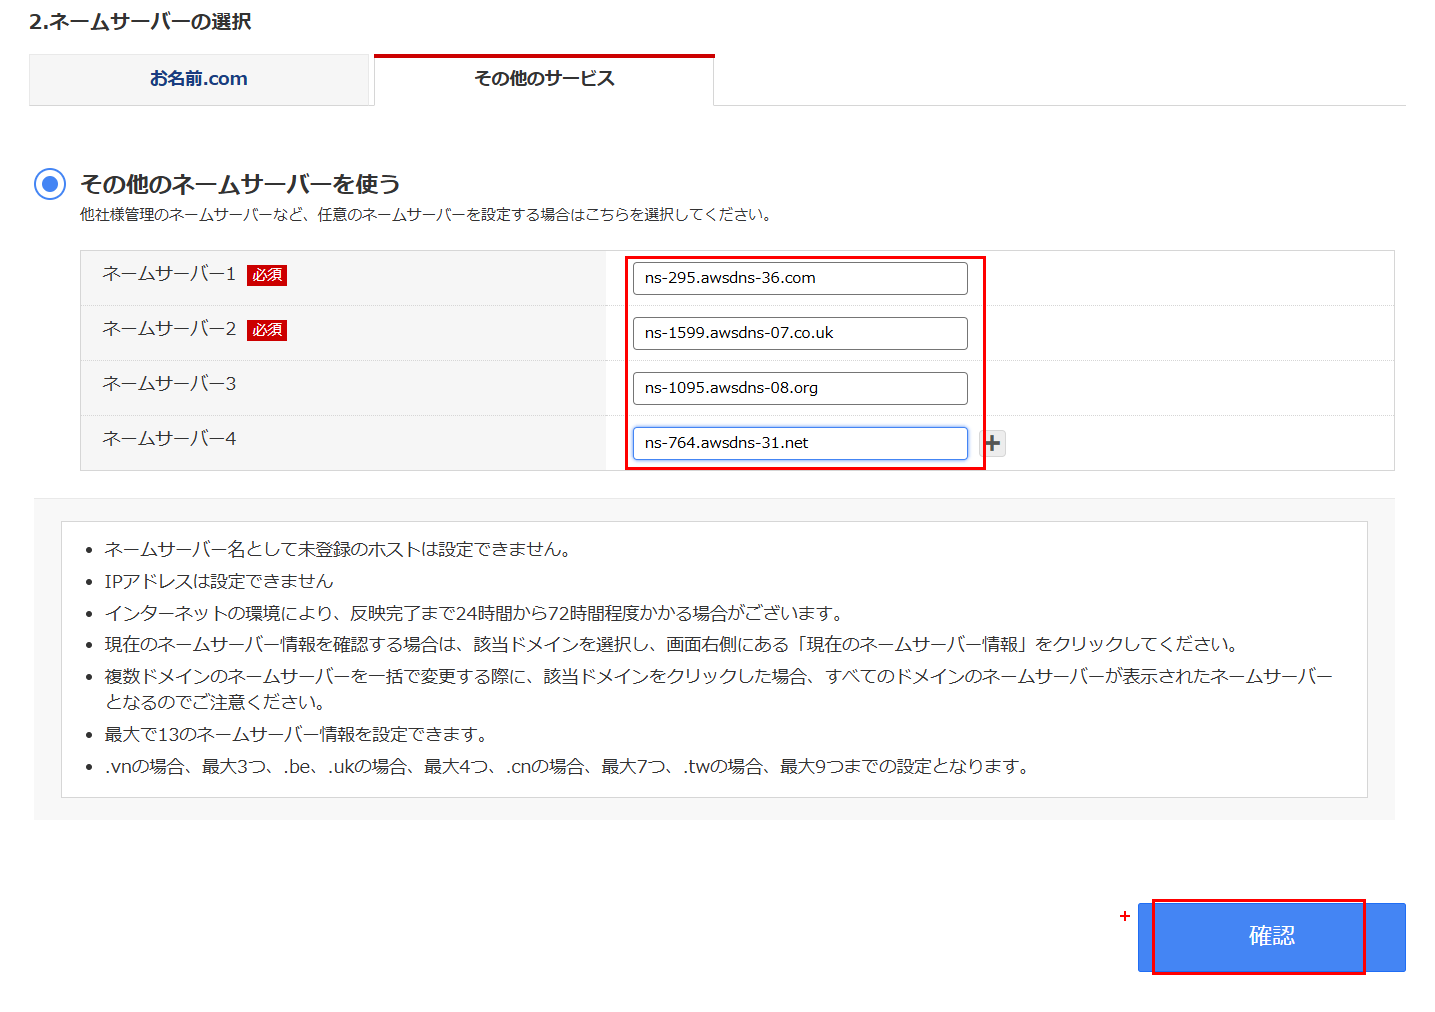 2.ネームサーバーの選択
お名前.com
その他のサービス
その他のネームサーバーを使う
他社様管理のネームサーバーなど、任意のネームサーバーを設定する場合はこちらを選択してください。
ネームサーバー1 必須 ns-295.awsdns-36.com
ネームサーバー2 必須 ns-1599.awsdns-07.co.uk
ネームサーバー3 ns-1095.awsdns-08.org
ネームサーバー4 ns-764.awsdns-31.net
• ネームサーバー名として未登録のホストは設定できません。
• IPアドレスは設定できません
• インターネットの環境により、反映完了まで24時間から72時間程度かかる場合がございます。
• 現在のネームサーバー情報を確認する場合は、該当ドメインを選択し、画面右側にある「現在のネームサーバー情報」をクリックしてください。
• 複数ドメインのネームサーバーを一括で変更する際に、該当ドメインをクリックした場合、すべてのドメインのネームサーバーが表示されたネームサーバー
となるのでご注意ください。
• 最大で13のネームサーバー情報を設定できます。
• .vnの場合、最大3つ、.be、.ukの場合、最大4つ、.cnの場合、最大7つ、.twの場合、最大9つまでの設定となります。
確認